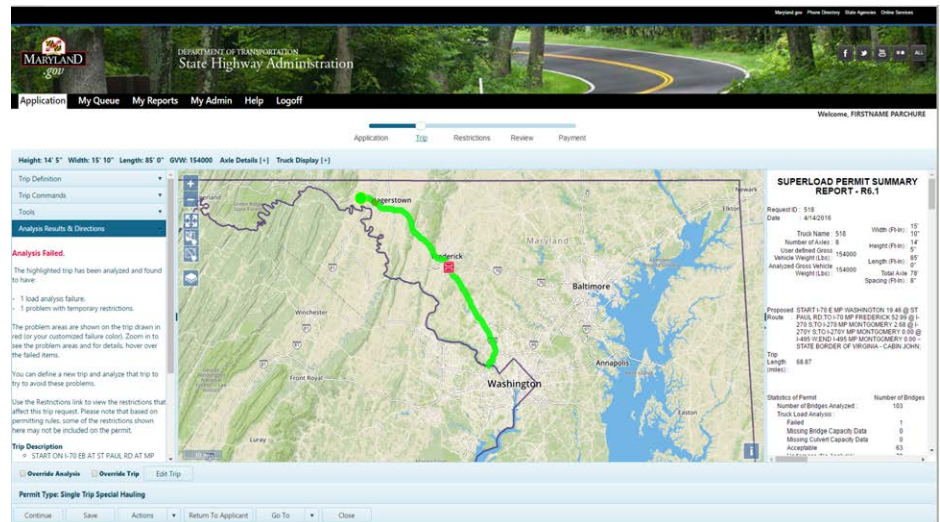 Maryland.gov Phone Directory State Agencies Online Services
MARYLAND
.gov
DEPARTMENT OF TRANSPORTATION
State Highway Administration
ALL
Application My Queue My Reports My Admin Help Logoff
Welcome, FIRSTNAME PARCHURE
Application Trip Restrictions Review Payment
Height: 14' 5" Width: 15' 10" Length: 85' 0" GVW: 154000 Axle Details [+] Truck Display [+]
Trip Definition
Trip Commands
Tools
Analysis Results & Directions
Analysis Failed.
The highlighted trip has been analyzed and found
to have:
- 1 load analysis failure.
- 1 problem with temporary restrictions.
The problem areas are shown on the trip drawn in
red (or your customized failure color). Zoom in to
see the problem areas and for details, hover over
the failed items.
You can define a new trip and analyze that trip to
try to avoid these problems.
Use the Restrictions link to view the restrictions that
affect this trip request. Please note that based on
permitting rules, some of the restrictions shown
here may not be included on the permit.
Trip Description
START ON I-70 EB AT ST PAUL RD AT MP
Hagerstown
Newark
Elkton
Maryland
Frederick
Baltimore
Winchester
Annapolis
Front Royal
Washington
Easton
Luray
SUPERLOAD PERMIT SUMMARY
REPORT - R6.1
Request ID : 518
Date : 4/14/2016
Truck Name : 518
Number of Axles : 8
User defined Gross
Vehicle Weight (Lbs) : 154000
Analyzed Gross Vehicle
Weight (Lbs) : 154000
Width (Ft-In) : 15' 10"
Height (Ft-In) : 14' 5"
Length (Ft-In) : 85' 0"
Total Axle 78'
Spacing (Ft-In) : 8"
Proposed START I-70 E MP WASHINGTON 19.46 @ ST
Route : PAUL RD;TO I-70 MP FREDERICK 52.99 @ I-
270 S;TO I-270 MP MONTGOMERY 2.68 @ I-
270Y S;TO I-270Y MP MONTGOMERY 0.00 @
I-495 W;END I-495 MP MONTGOMERY 0.00 ~
STATE BORDER OF VIRGINIA - CABIN JOHN;
Trip
Length 68.87
(miles) :
Statistics of Permit Number of Bridges
Number of Bridges Analyzed : 103
Truck Load Analysis :
Failed 1
Missing Bridge Capacity Data 0
Missing Culvert Capacity Data 0
Acceptable 63
Override Analysis Override Trip Edit Trip
Permit Type: Single Trip Special Hauling
Continue Save Actions Return To Applicant Go To Close